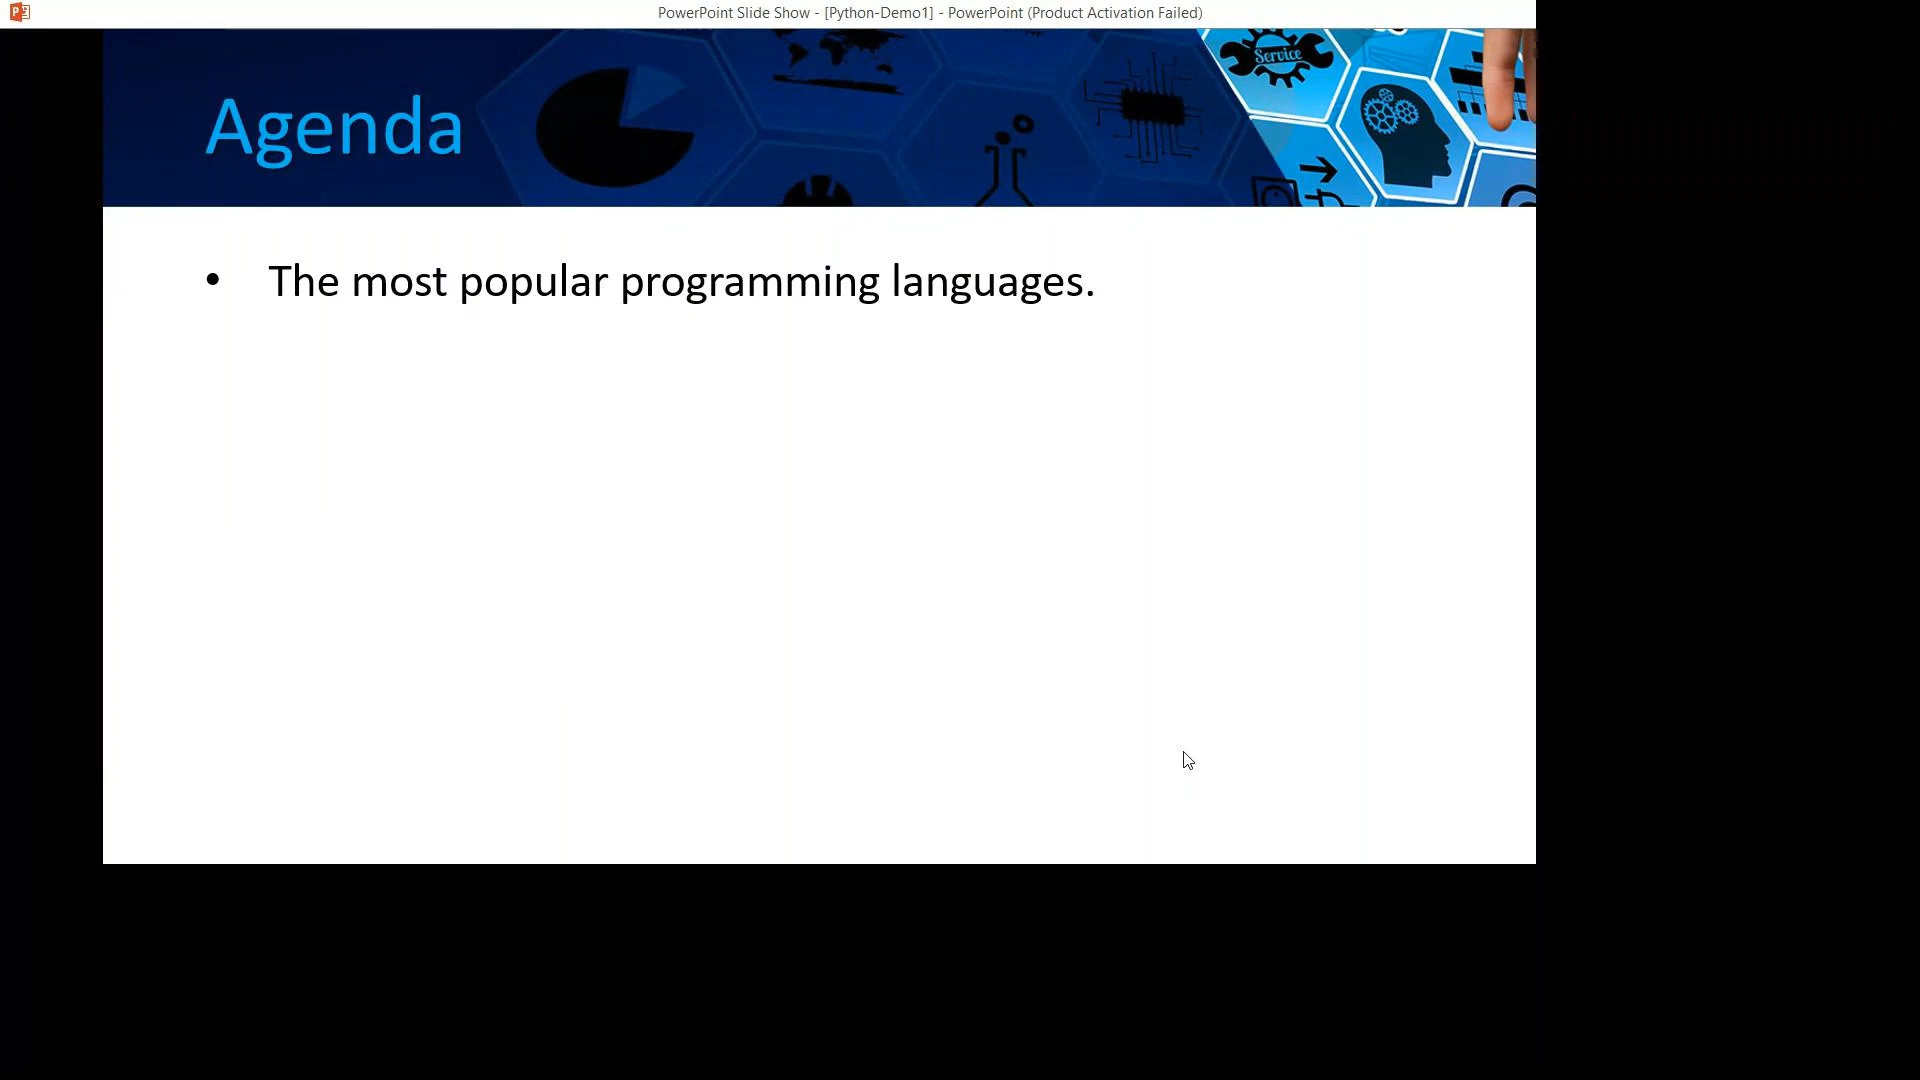 PowerPoint Slide Show - [Python-Demo1] - PowerPoint (Product Activation Failed)
Service
Agenda
• The most popular programming languages.